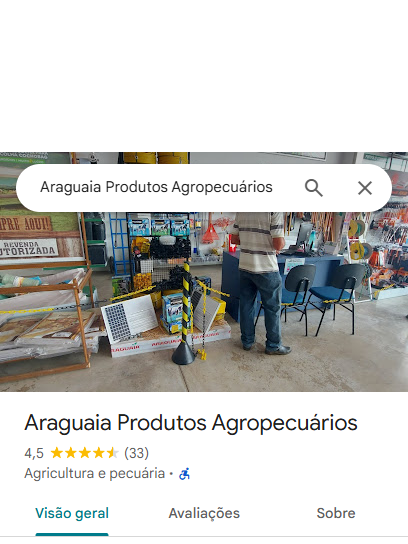 Araguaia Produtos Agropecuários
PRE AQUI!
REVENDA
AUTORIZADA
Araguaia Produtos Agropecuários
4,5 (33)
Agricultura e pecuária ·
Visão geral
Avaliações
Sobre